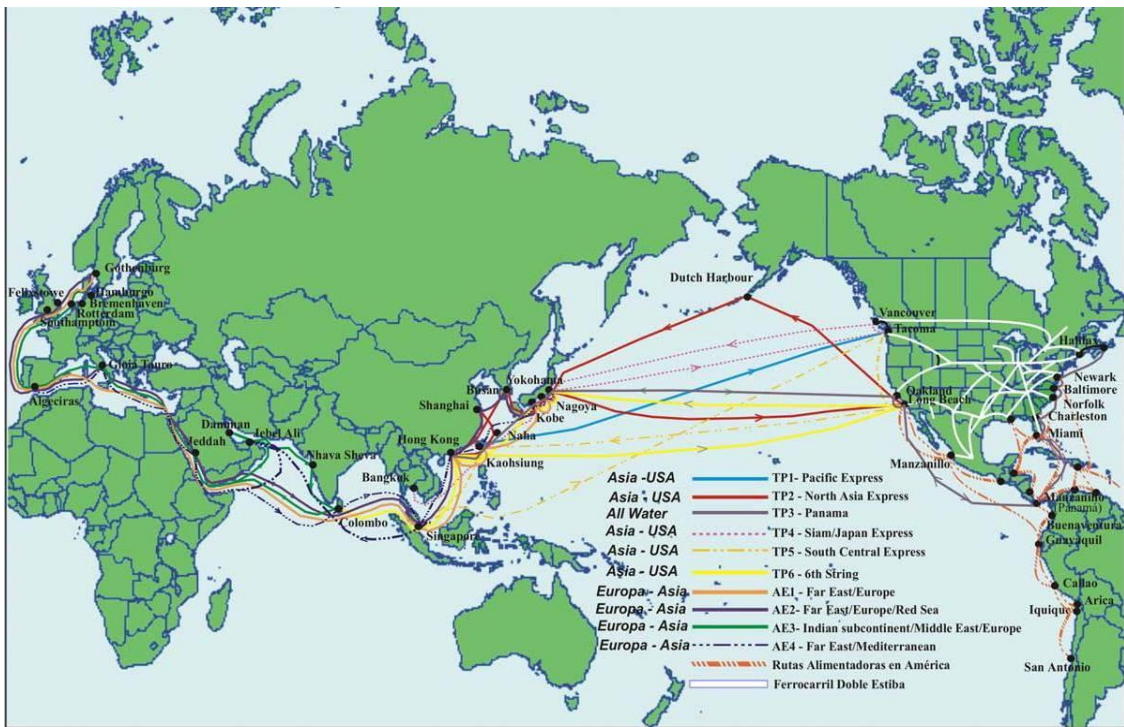 Gothenburg
Felixstowe
Hamburgo
Bremenhaven
Rotterdam
Southamptom
Gioia Tauro
Algeciras
Damman
Jebel Ali
Jeddah
Nhava Sheva
Colombo
Bangkok
Singapore
Hong Kong
Shanghai
Busan
Yokohama
Nagoya
Kobe
Naha
Kaohsiung
Dutch Harbour
Vancouver
Tacoma
Oakland
Long Beach
Halifax
Newark
Baltimore
Norfolk
Charleston
Miami
Manzanillo
Manzanillo
(Panamá)
Buenaventura
Guayaquil
Callao
Arica
Iquique
San Antonio
Asia -USA TP1- Pacific Express
Asia - USA TP2 - North Asia Express
All Water TP3 - Panama
Asia - USA TP4 - Siam/Japan Express
Asia - USA TP5 - South Central Express
Asia - USA TP6 - 6th String
Europa - Asia AE1 - Far East/Europe
Europa - Asia AE2- Far East/Europe/Red Sea
Europa - Asia AE3- Indian subcontinent/Middle East/Europe
Europa - Asia AE4 - Far East/Mediterranean
Rutas Alimentadoras en América
Ferrocarril Doble Estiba